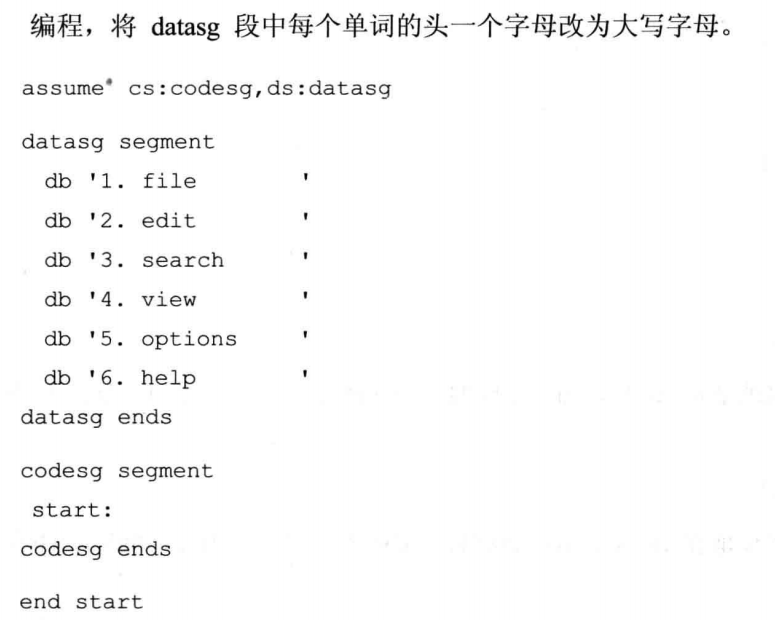 编程，将 datasg 段中每个单词的头一个字母改为大写字母。
assume cs:codesg,ds:datasg
datasg segment
db '1. file         '
db '2. edit         '
db '3. search       '
db '4. view         '
db '5. options      '
db '6. help         '
datasg ends
codesg segment
start:
codesg ends
end start